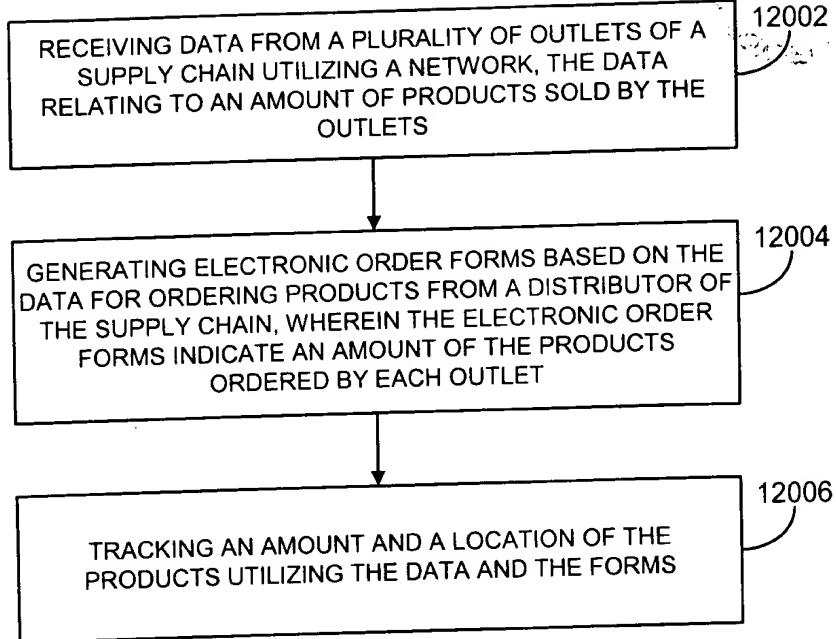 12002
RECEIVING DATA FROM A PLURALITY OF OUTLETS OF A
SUPPLY CHAIN UTILIZING A NETWORK, THE DATA
RELATING TO AN AMOUNT OF PRODUCTS SOLD BY THE
OUTLETS
12004
GENERATING ELECTRONIC ORDER FORMS BASED ON THE
DATA FOR ORDERING PRODUCTS FROM A DISTRIBUTOR OF
THE SUPPLY CHAIN, WHEREIN THE ELECTRONIC ORDER
FORMS INDICATE AN AMOUNT OF THE PRODUCTS
ORDERED BY EACH OUTLET
12006
TRACKING AN AMOUNT AND A LOCATION OF THE
PRODUCTS UTILIZING THE DATA AND THE FORMS